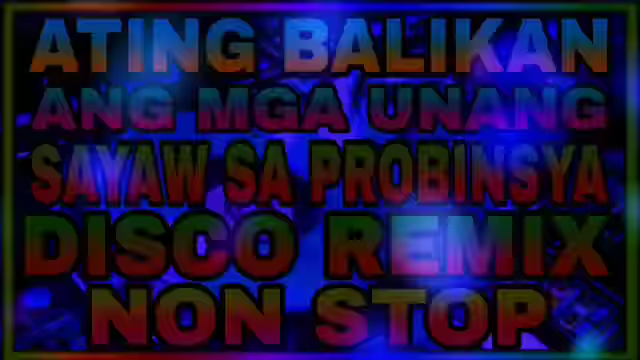 ATING BALIKAN
ANG MGA UNANG
SAYAW SA PROBINSYA
DISCO REMIX
NON STOP